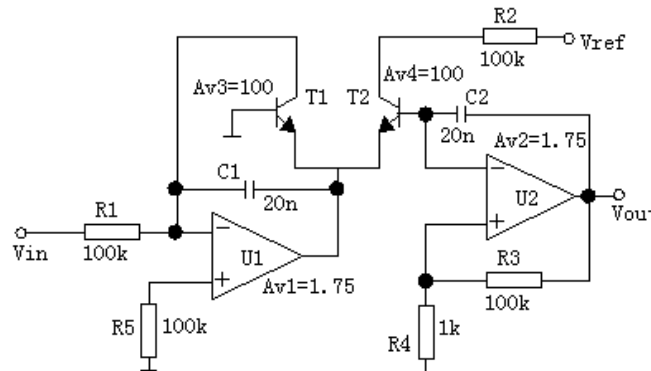 R2
Vref
100k
Av3=100
Av4=100
T1
T2
C2
20n
Av2=1.75
C1
20n
U2
R1
Vin
100k
U1
Vout
R3
100k
Av1=1.75
R5
100k
R4
1k